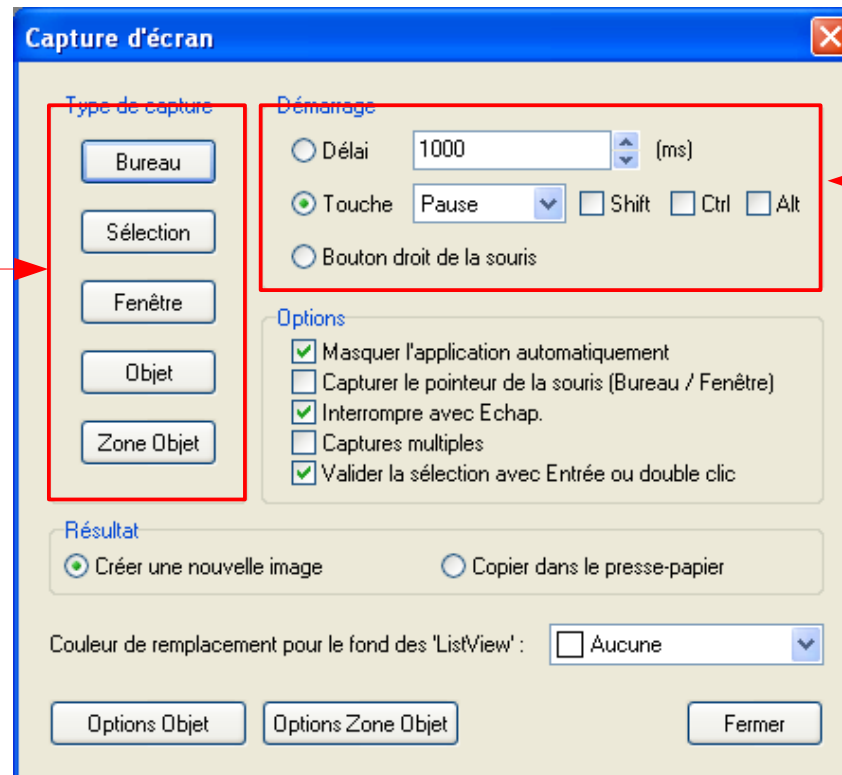 Capture d'écran
Type de capture
Bureau
Sélection
Fenêtre
Objet
Zone Objet
Démarrage
Délai 1000 (ms)
Touche Pause Shift Ctrl Alt
Bouton droit de la souris
Options
Masquer l'application automatiquement
Capturer le pointeur de la souris (Bureau / Fenêtre)
Interrompre avec Echap.
Captures multiples
Valider la sélection avec Entrée ou double clic
Résultat
Créer une nouvelle image Copier dans le presse-papier
Couleur de remplacement pour le fond des 'ListView' : Aucune
Options Objet Options Zone Objet Fermer